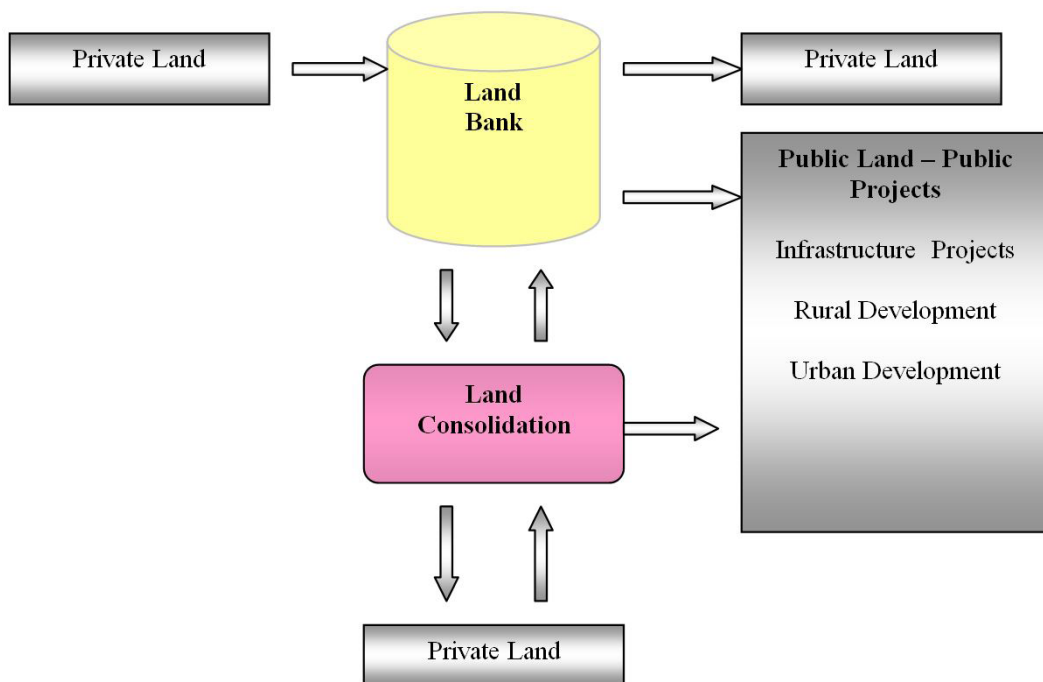 Private Land
Land
Bank
Private Land
Public Land – Public
Projects
Infrastructure Projects
Rural Development
Urban Development
Land
Consolidation
Private Land